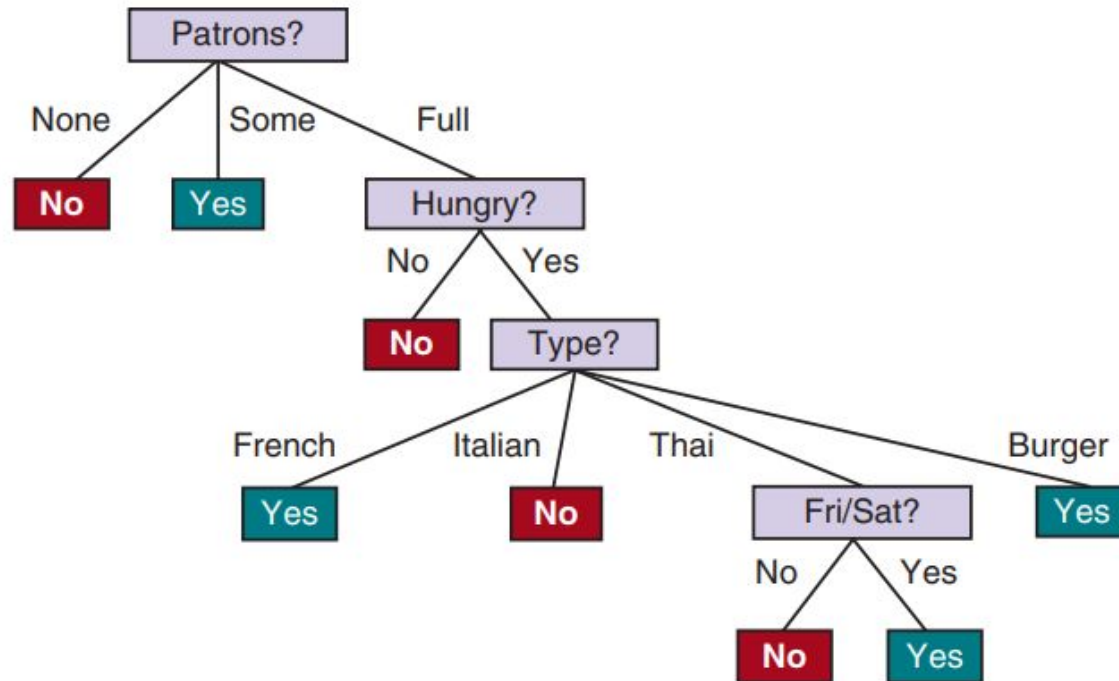 Patrons?
None Some Full
No Yes Hungry?
No Yes
No Type?
French Italian Thai Burger
Yes No Fri/Sat? Yes
No Yes
No Yes